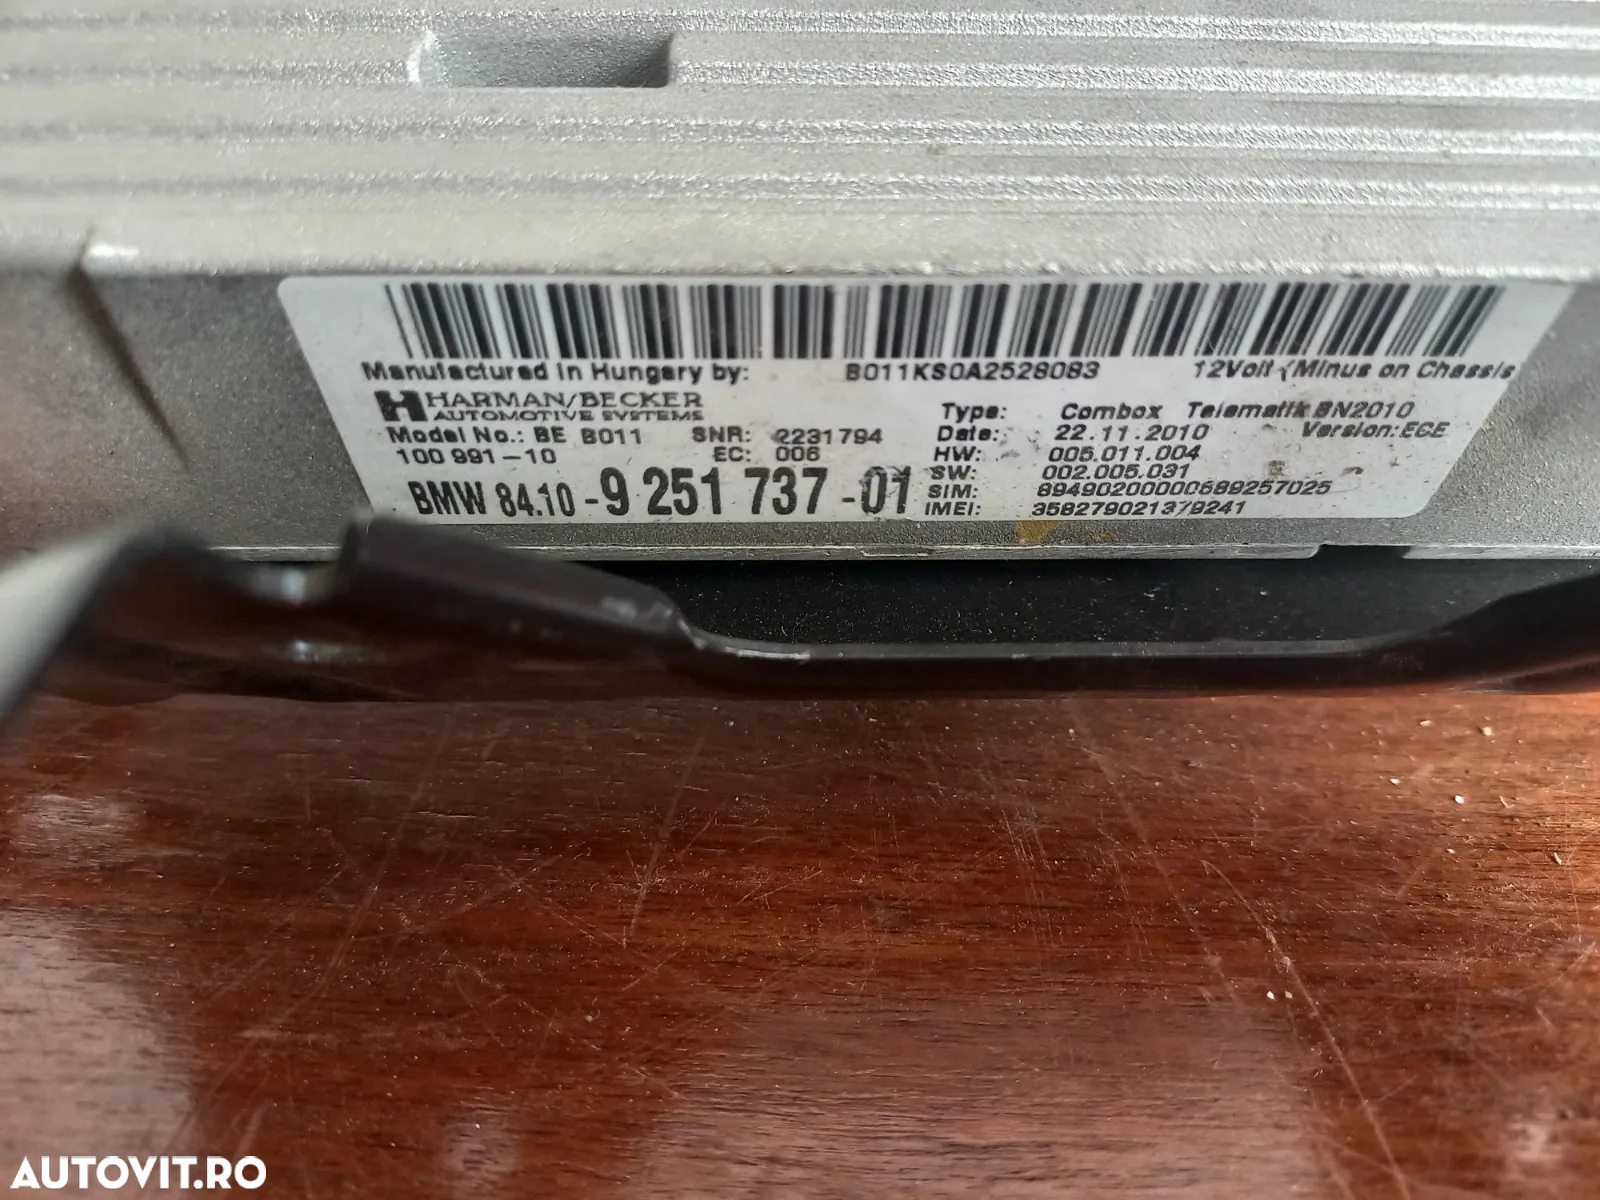 Manufactured in Hungary by: B011KS0A2528083 12Volt (Minus on Chassis
HARMAN/BECKER
AUTOMOTIVE SYSTEMS
Type: Combox Telematik BN2010
Model No.: BE B011 SNR: 2231794 Date: 22.11.2010 Version: ECE
100 991-10 EC: 006 HW: 005.011.004
BMW 84.10-9 251 737-01 SW: 002.005.031
SIM: 89490200000689257025
IMEI: 358279021379241
AUTOVIT.RO